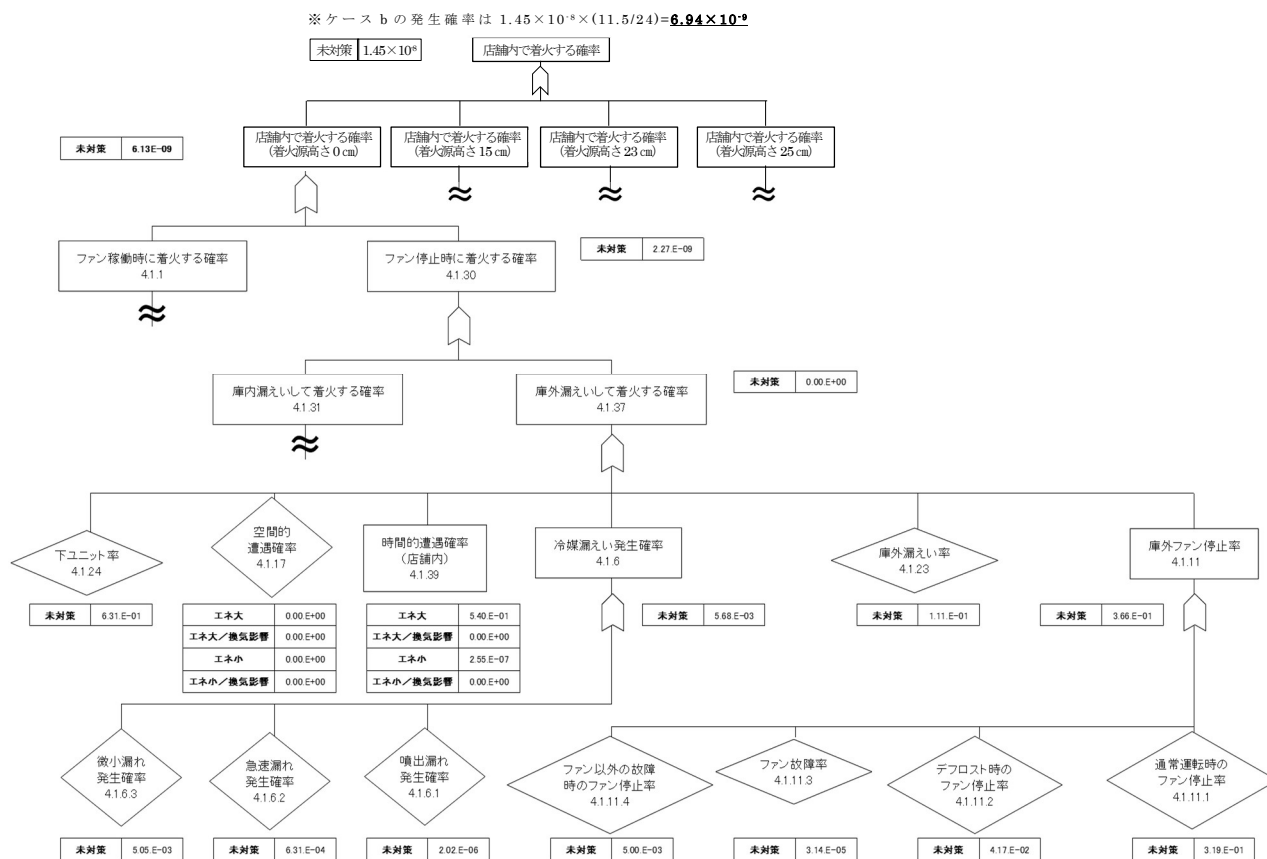 ※ケース b の発生確率は 1.45×10⁻⁸×(11.5/24)=6.94×10⁻⁹
未対策 1.45×10⁸
店舗内で着火する確率
未対策 6.13E-09
店舗内で着火する確率
(着火源高さ 0 cm)
店舗内で着火する確率
(着火源高さ 15 cm)
店舗内で着火する確率
(着火源高さ 23 cm)
店舗内で着火する確率
(着火源高さ 25 cm)
≈
≈
≈
ファン稼働時に着火する確率
4.1.1
ファン停止時に着火する確率
4.1.30
未対策 2.27.E-09
≈
庫内漏えいして着火する確率
4.1.31
庫外漏えいして着火する確率
4.1.37
未対策 0.00.E+00
≈
下ユニット率
4.1.24
空間的
遭遇確率
4.1.17
時間的遭遇確率
(店舗内)
4.1.39
冷媒漏えい発生確率
4.1.6
庫外漏えい率
4.1.23
庫外ファン停止率
4.1.11
未対策 6.31.E-01
エネ大 0.00.E+00
エネ大/換気影響 0.00.E+00
エネ小 0.00.E+00
エネ小/換気影響 0.00.E+00
エネ大 5.40.E-01
エネ大/換気影響 0.00.E+00
エネ小 2.55.E-07
エネ小/換気影響 0.00.E+00
未対策 5.68.E-03
未対策 1.11.E-01
未対策 3.66.E-01
微小漏れ
発生確率
4.1.6.3
急速漏れ
発生確率
4.1.6.2
噴出漏れ
発生確率
4.1.6.1
ファン以外の故障
時のファン停止率
4.1.11.4
ファン故障率
4.1.11.3
デフロスト時の
ファン停止率
4.1.11.2
通常運転時の
ファン停止率
4.1.11.1
未対策 5.05.E-03
未対策 6.31.E-04
未対策 2.02.E-06
未対策 5.00.E-03
未対策 3.14.E-05
未対策 4.17.E-02
未対策 3.19.E-01